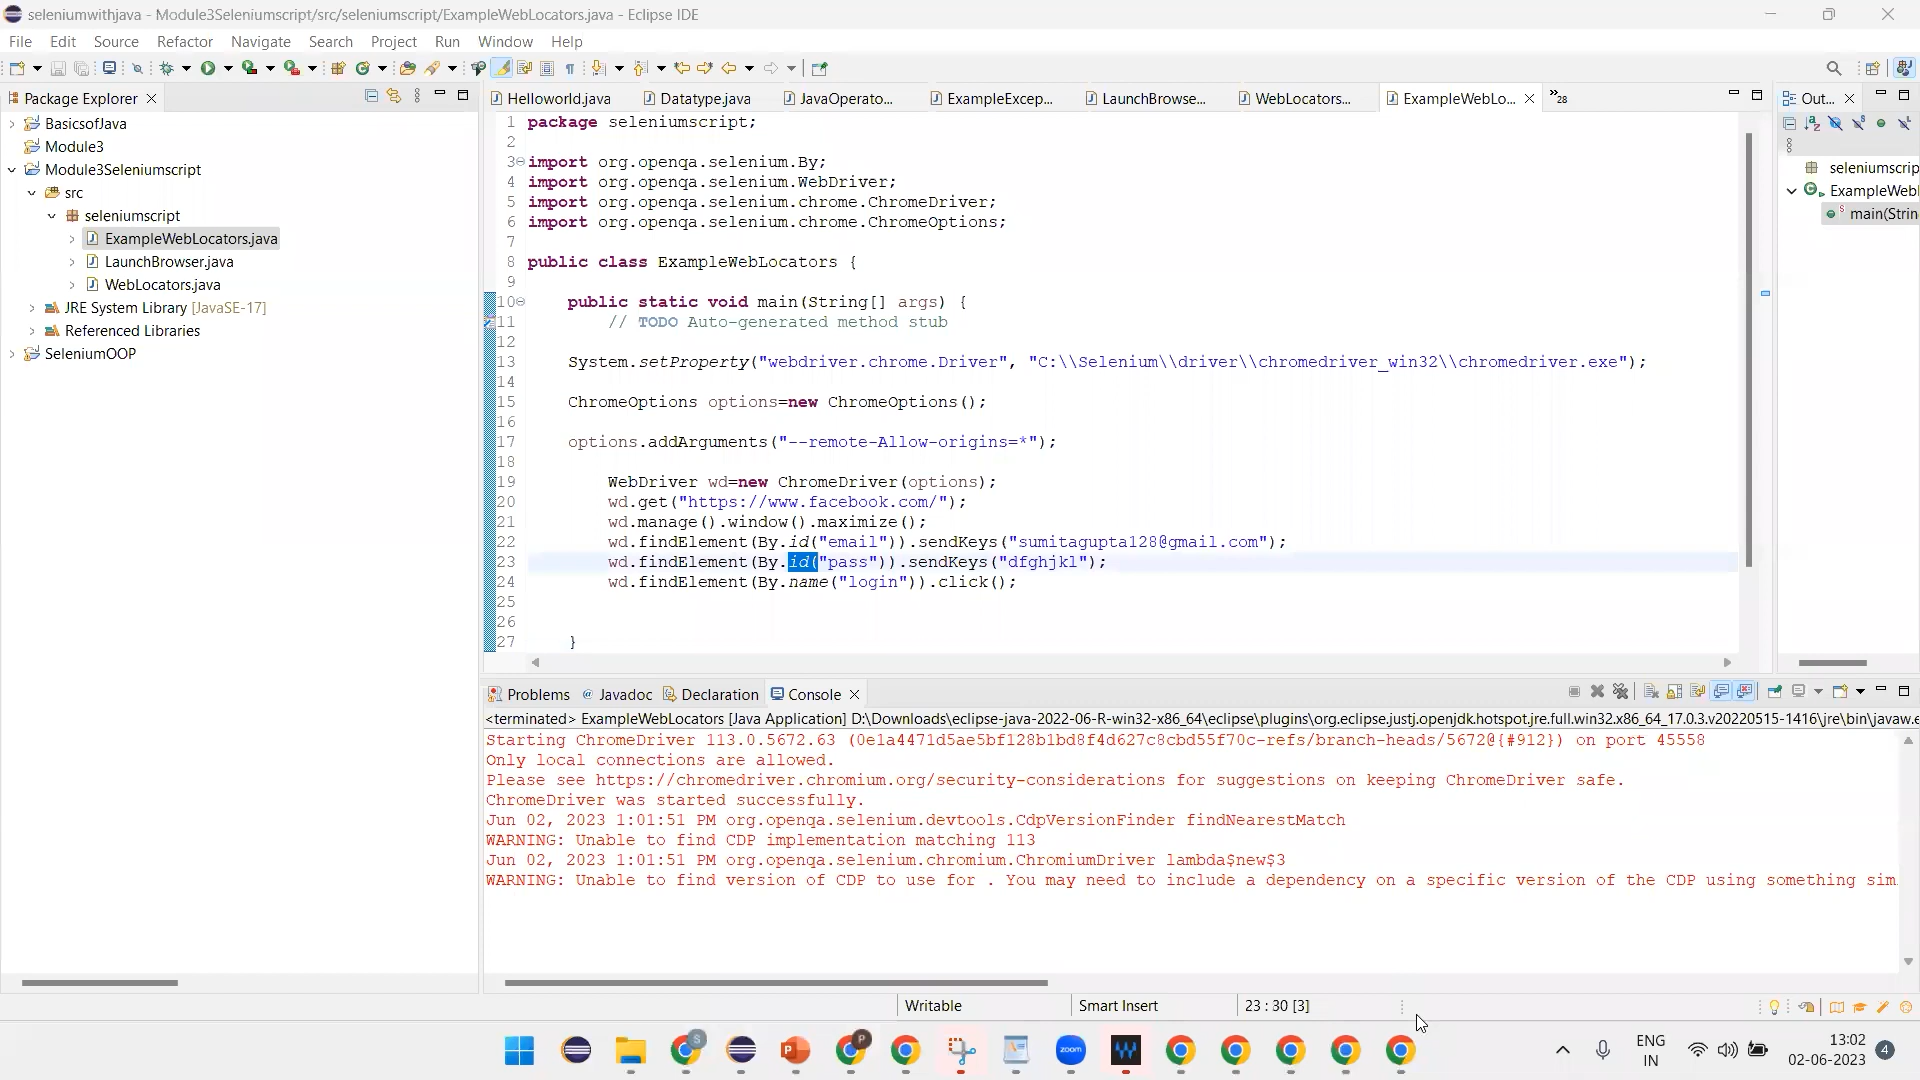 seleniumwithjava - Module3Seleniumscript/src/seleniumscript/ExampleWebLocators.java - Eclipse IDE
File Edit Source Refactor Navigate Search Project Run Window Help
Package Explorer
BasicsofJava
Module3
Module3Seleniumscript
src
seleniumscript
ExampleWebLocators.java
LaunchBrowser.java
WebLocators.java
JRE System Library [JavaSE-17]
Referenced Libraries
SeleniumOOP
Helloworld.java Datatype.java JavaOperato... ExampleExcep... LaunchBrowse... WebLocators... ExampleWebLo... »28
1 package seleniumscript;
2
3 import org.openqa.selenium.By;
4 import org.openqa.selenium.WebDriver;
5 import org.openqa.selenium.chrome.ChromeDriver;
6 import org.openqa.selenium.chrome.ChromeOptions;
7
8 public class ExampleWebLocators {
9
10 public static void main(String[] args) {
11 // TODO Auto-generated method stub
12
13 System.setProperty("webdriver.chrome.Driver", "C:\\Selenium\\driver\\chromedriver_win32\\chromedriver.exe");
14
15 ChromeOptions options=new ChromeOptions();
16
17 options.addArguments("--remote-Allow-origins=*");
18
19 WebDriver wd=new ChromeDriver(options);
20 wd.get("https://www.facebook.com/");
21 wd.manage().window().maximize();
22 wd.findElement(By.id("email")).sendKeys("sumitagupta128@gmail.com");
23 wd.findElement(By.id("pass")).sendKeys("dfghjkl");
24 wd.findElement(By.name("login")).click();
25
26
27 }
Out...
seleniumscrip
ExampleWebl
main(Strin
Problems Javadoc Declaration Console
<terminated> ExampleWebLocators [Java Application] D:\Downloads\eclipse-java-2022-06-R-win32-x86_64\eclipse\plugins\org.eclipse.justj.openjdk.hotspot.jre.full.win32.x86_64_17.0.3.v20220515-1416\jre\bin\javaw.e
Starting ChromeDriver 113.0.5672.63 (0e1a4471d5ae5bf128b1bd8f4d627c8cbd55f70c-refs/branch-heads/5672@{#912}) on port 45558
Only local connections are allowed.
Please see https://chromedriver.chromium.org/security-considerations for suggestions on keeping ChromeDriver safe.
ChromeDriver was started successfully.
Jun 02, 2023 1:01:51 PM org.openqa.selenium.devtools.CdpVersionFinder findNearestMatch
WARNING: Unable to find CDP implementation matching 113
Jun 02, 2023 1:01:51 PM org.openqa.selenium.chromium.ChromiumDriver lambda$new$3
WARNING: Unable to find version of CDP to use for . You may need to include a dependency on a specific version of the CDP using something sim
Writable Smart Insert 23 : 30 [3]
S P zoom
ENG
IN
13:02
02-06-2023
4